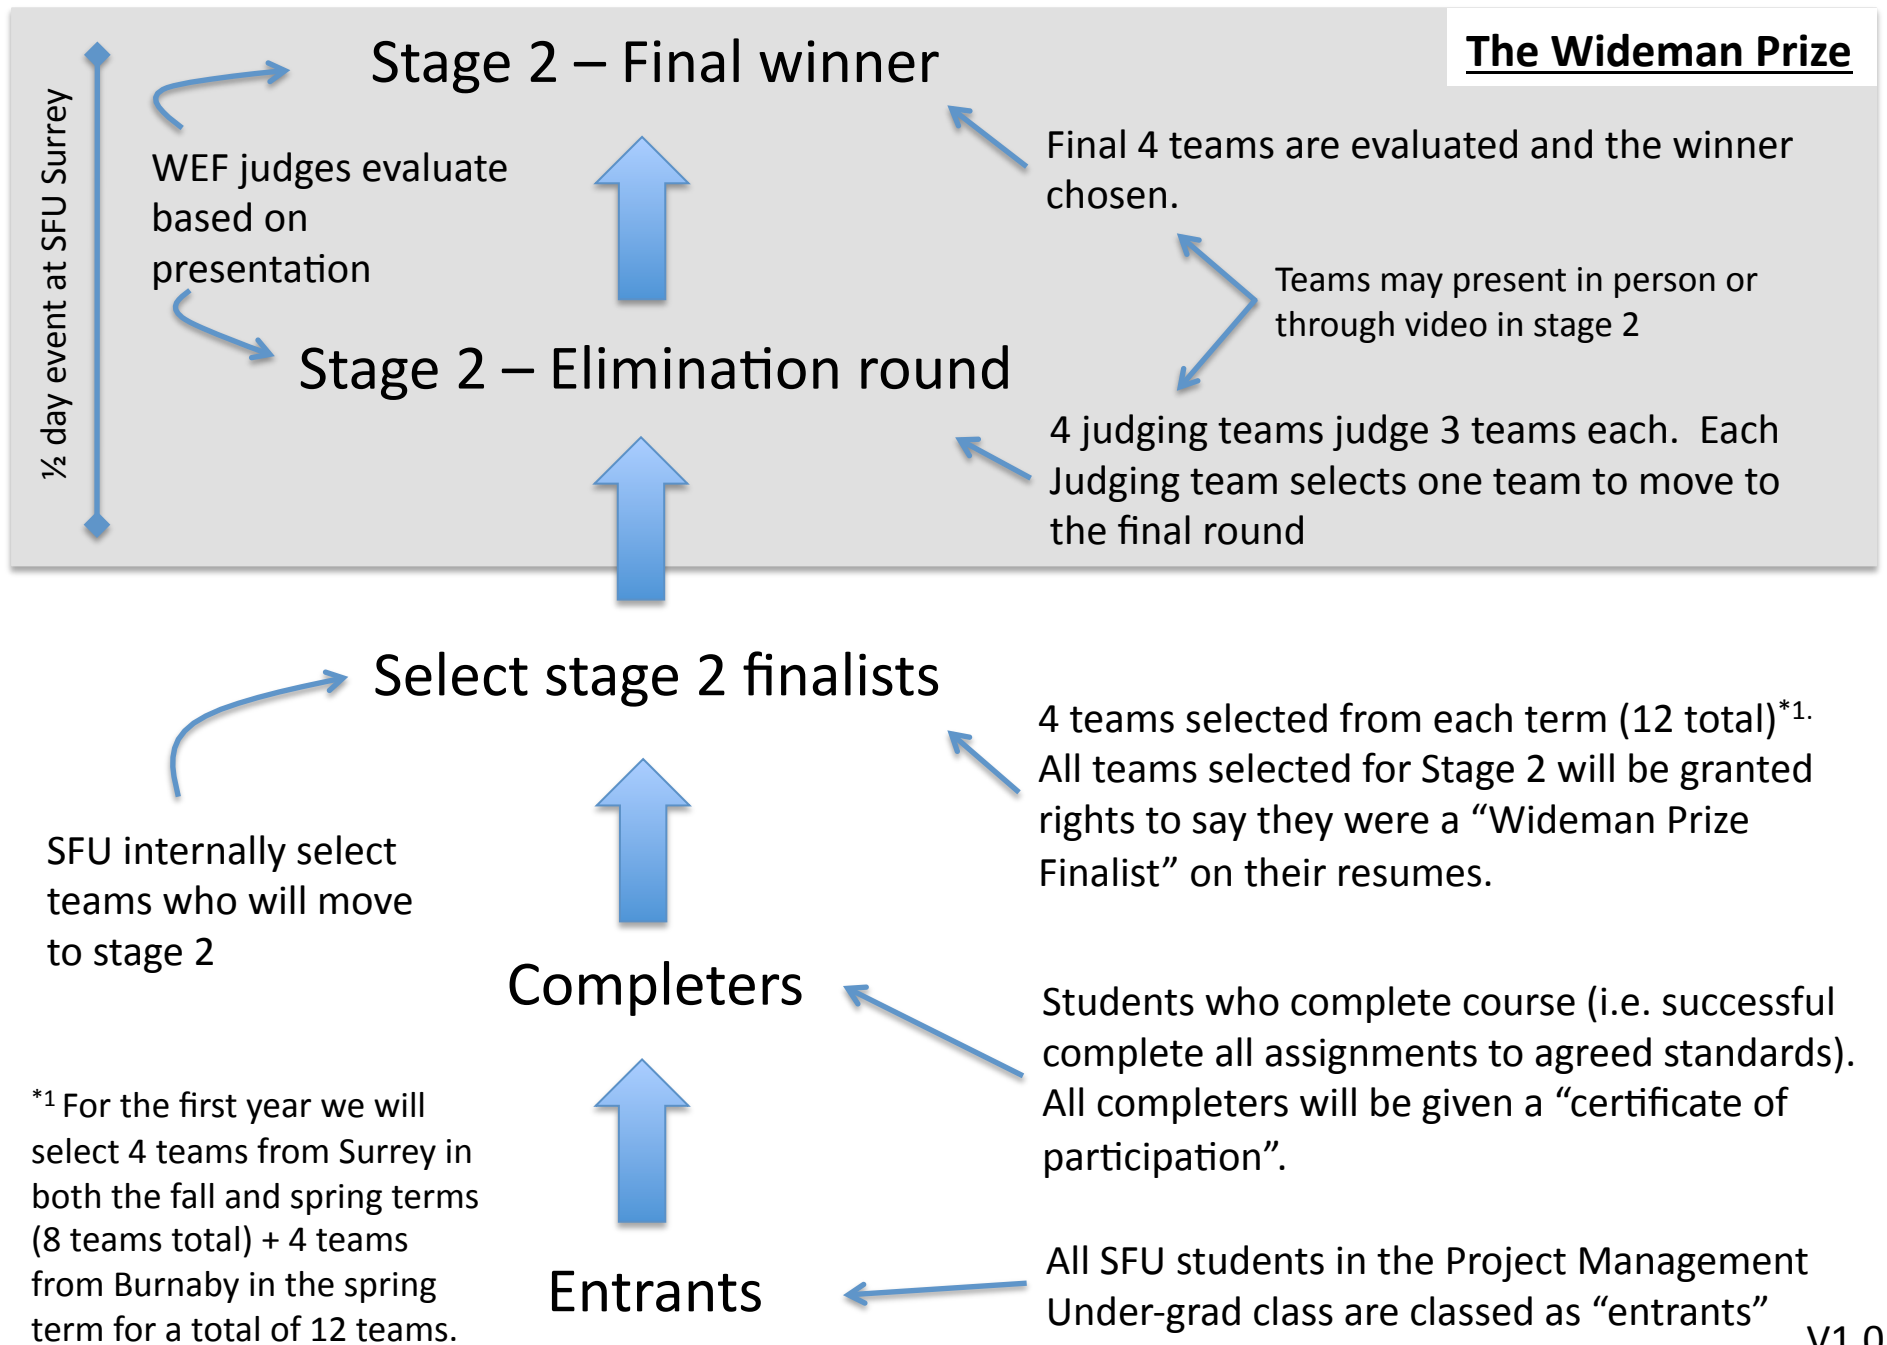 The Wideman Prize
Stage 2 – Final winner
½ day event at SFU Surrey
WEF judges evaluate
based on
presentation
Final 4 teams are evaluated and the winner
chosen.
Teams may present in person or
through video in stage 2
Stage 2 – Elimination round
4 judging teams judge 3 teams each.  Each
Judging team selects one team to move to
the final round
Select stage 2 finalists
4 teams selected from each term (12 total)*1.
All teams selected for Stage 2 will be granted
rights to say they were a “Wideman Prize
Finalist” on their resumes.
SFU internally select
teams who will move
to stage 2
Completers
Students who complete course (i.e. successful
complete all assignments to agreed standards).
All completers will be given a “certificate of
participation”.
*1 For the first year we will
select 4 teams from Surrey in
both the fall and spring terms
(8 teams total) + 4 teams
from Burnaby in the spring
term for a total of 12 teams.
Entrants
All SFU students in the Project Management
Under-grad class are classed as “entrants”
V1.0